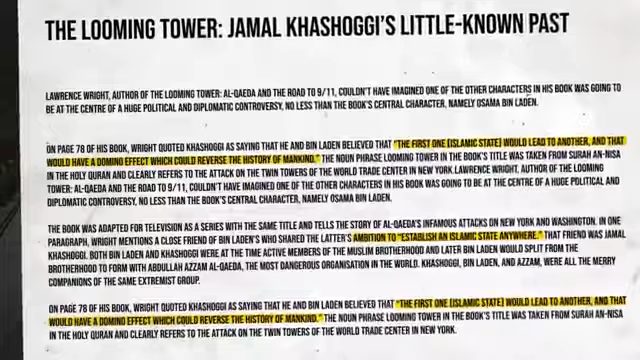 THE LOOMING TOWER: JAMAL KHASHOGGI'S LITTLE-KNOWN PAST
LAWRENCE WRIGHT, AUTHOR OF THE LOOMING TOWER: AL-QAEDA AND THE ROAD TO 9/11, COULDN'T HAVE IMAGINED ONE OF THE OTHER CHARACTERS IN HIS BOOK WAS GOING TO
BE AT THE CENTRE OF A HUGE POLITICAL AND DIPLOMATIC CONTROVERSY, NO LESS THAN THE BOOK'S CENTRAL CHARACTER, NAMELY OSAMA BIN LADEN.
ON PAGE 78 OF HIS BOOK, WRIGHT QUOTED KHASHOGGI AS SAYING THAT HE AND BIN LADEN BELIEVED THAT "THE FIRST ONE [ISLAMIC STATE] WOULD LEAD TO ANOTHER, AND THAT
WOULD HAVE A DOMINO EFFECT WHICH COULD REVERSE THE HISTORY OF MANKIND." THE NOUN PHRASE LOOMING TOWER IN THE BOOK'S TITLE WAS TAKEN FROM SURAH AN-NISA
IN THE HOLY QURAN AND CLEARLY REFERS TO THE ATTACK ON THE TWIN TOWERS OF THE WORLD TRADE CENTER IN NEW YORK.LAWRENCE WRIGHT, AUTHOR OF THE LOOMING
TOWER: AL-QAEDA AND THE ROAD TO 9/11, COULDN'T HAVE IMAGINED ONE OF THE OTHER CHARACTERS IN HIS BOOK WAS GOING TO BE AT THE CENTRE OF A HUGE POLITICAL AND
DIPLOMATIC CONTROVERSY, NO LESS THAN THE BOOK'S CENTRAL CHARACTER, NAMELY OSAMA BIN LADEN.
THE BOOK WAS ADAPTED FOR TELEVISION AS A SERIES WITH THE SAME TITLE AND TELLS THE STORY OF AL-QAEDA'S INFAMOUS ATTACKS ON NEW YORK AND WASHINGTON. IN ONE
PARAGRAPH, WRIGHT MENTIONS A CLOSE FRIEND OF BIN LADEN'S WHO SHARED THE LATTER'S AMBITION TO "ESTABLISH AN ISLAMIC STATE ANYWHERE." THAT FRIEND WAS JAMAL
KHASHOGGI. BOTH BIN LADEN AND KHASHOGGI WERE AT THE TIME ACTIVE MEMBERS OF THE MUSLIM BROTHERHOOD AND LATER BIN LADEN WOULD SPLIT FROM THE
BROTHERHOOD TO FORM WITH ABDULLAH AZZAM AL-QAEDA, THE MOST DANGEROUS ORGANISATION IN THE WORLD. KHASHOGGI, BIN LADEN, AND AZZAM, WERE ALL THE MERRY
COMPANIONS OF THE SAME EXTREMIST GROUP.
ON PAGE 78 OF HIS BOOK, WRIGHT QUOTED KHASHOGGI AS SAYING THAT HE AND BIN LADEN BELIEVED THAT "THE FIRST ONE [ISLAMIC STATE] WOULD LEAD TO ANOTHER, AND THAT
WOULD HAVE A DOMINO EFFECT WHICH COULD REVERSE THE HISTORY OF MANKIND." THE NOUN PHRASE LOOMING TOWER IN THE BOOK'S TITLE WAS TAKEN FROM SURAH AN-NISA
IN THE HOLY QURAN AND CLEARLY REFERS TO THE ATTACK ON THE TWIN TOWERS OF THE WORLD TRADE CENTER IN NEW YORK.